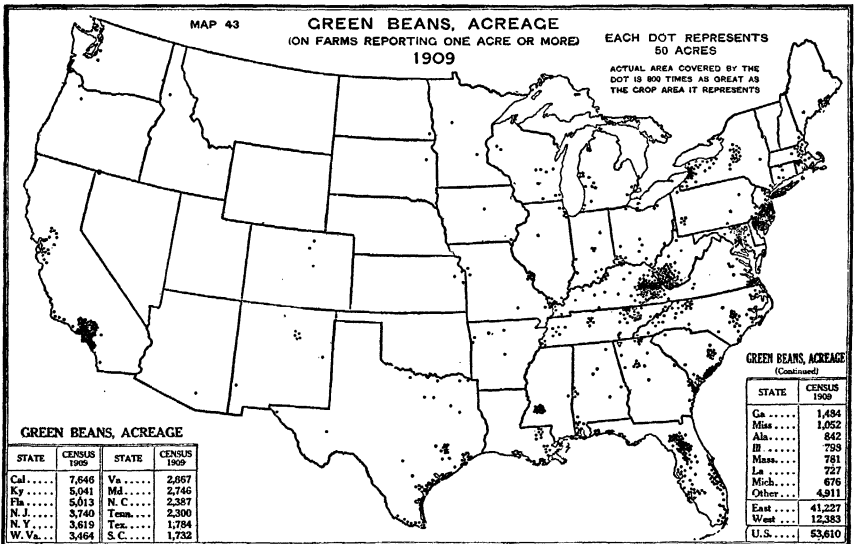 MAP 43
GREEN BEANS, ACREAGE
(ON FARMS REPORTING ONE ACRE OR MORE)
1909
EACH DOT REPRESENTS
50 ACRES
ACTUAL AREA COVERED BY THE
DOT IS 800 TIMES AS GREAT AS
THE CROP AREA IT REPRESENTS
GREEN BEANS, ACREAGE
STATE CENSUS 1909 STATE CENSUS 1909
Cal..... 7,646 Va..... 2,667
Ky..... 5,041 Md..... 2,746
Fla..... 5,013 N. C.... 2,387
N. J..... 3,740 Tenn.... 2,300
N. Y.... 3,619 Tex.... 1,784
W. Va... 3,464 S. C.... 1,732
GREEN BEANS, ACREAGE
(Continued)
STATE CENSUS 1909
Ga..... 1,484
Miss.... 1,052
Ala..... 842
Ill..... 793
Mass.... 781
La..... 727
Mich.... 676
Other... 4,911
East.... 41,227
West... 12,383
U.S..... 53,610